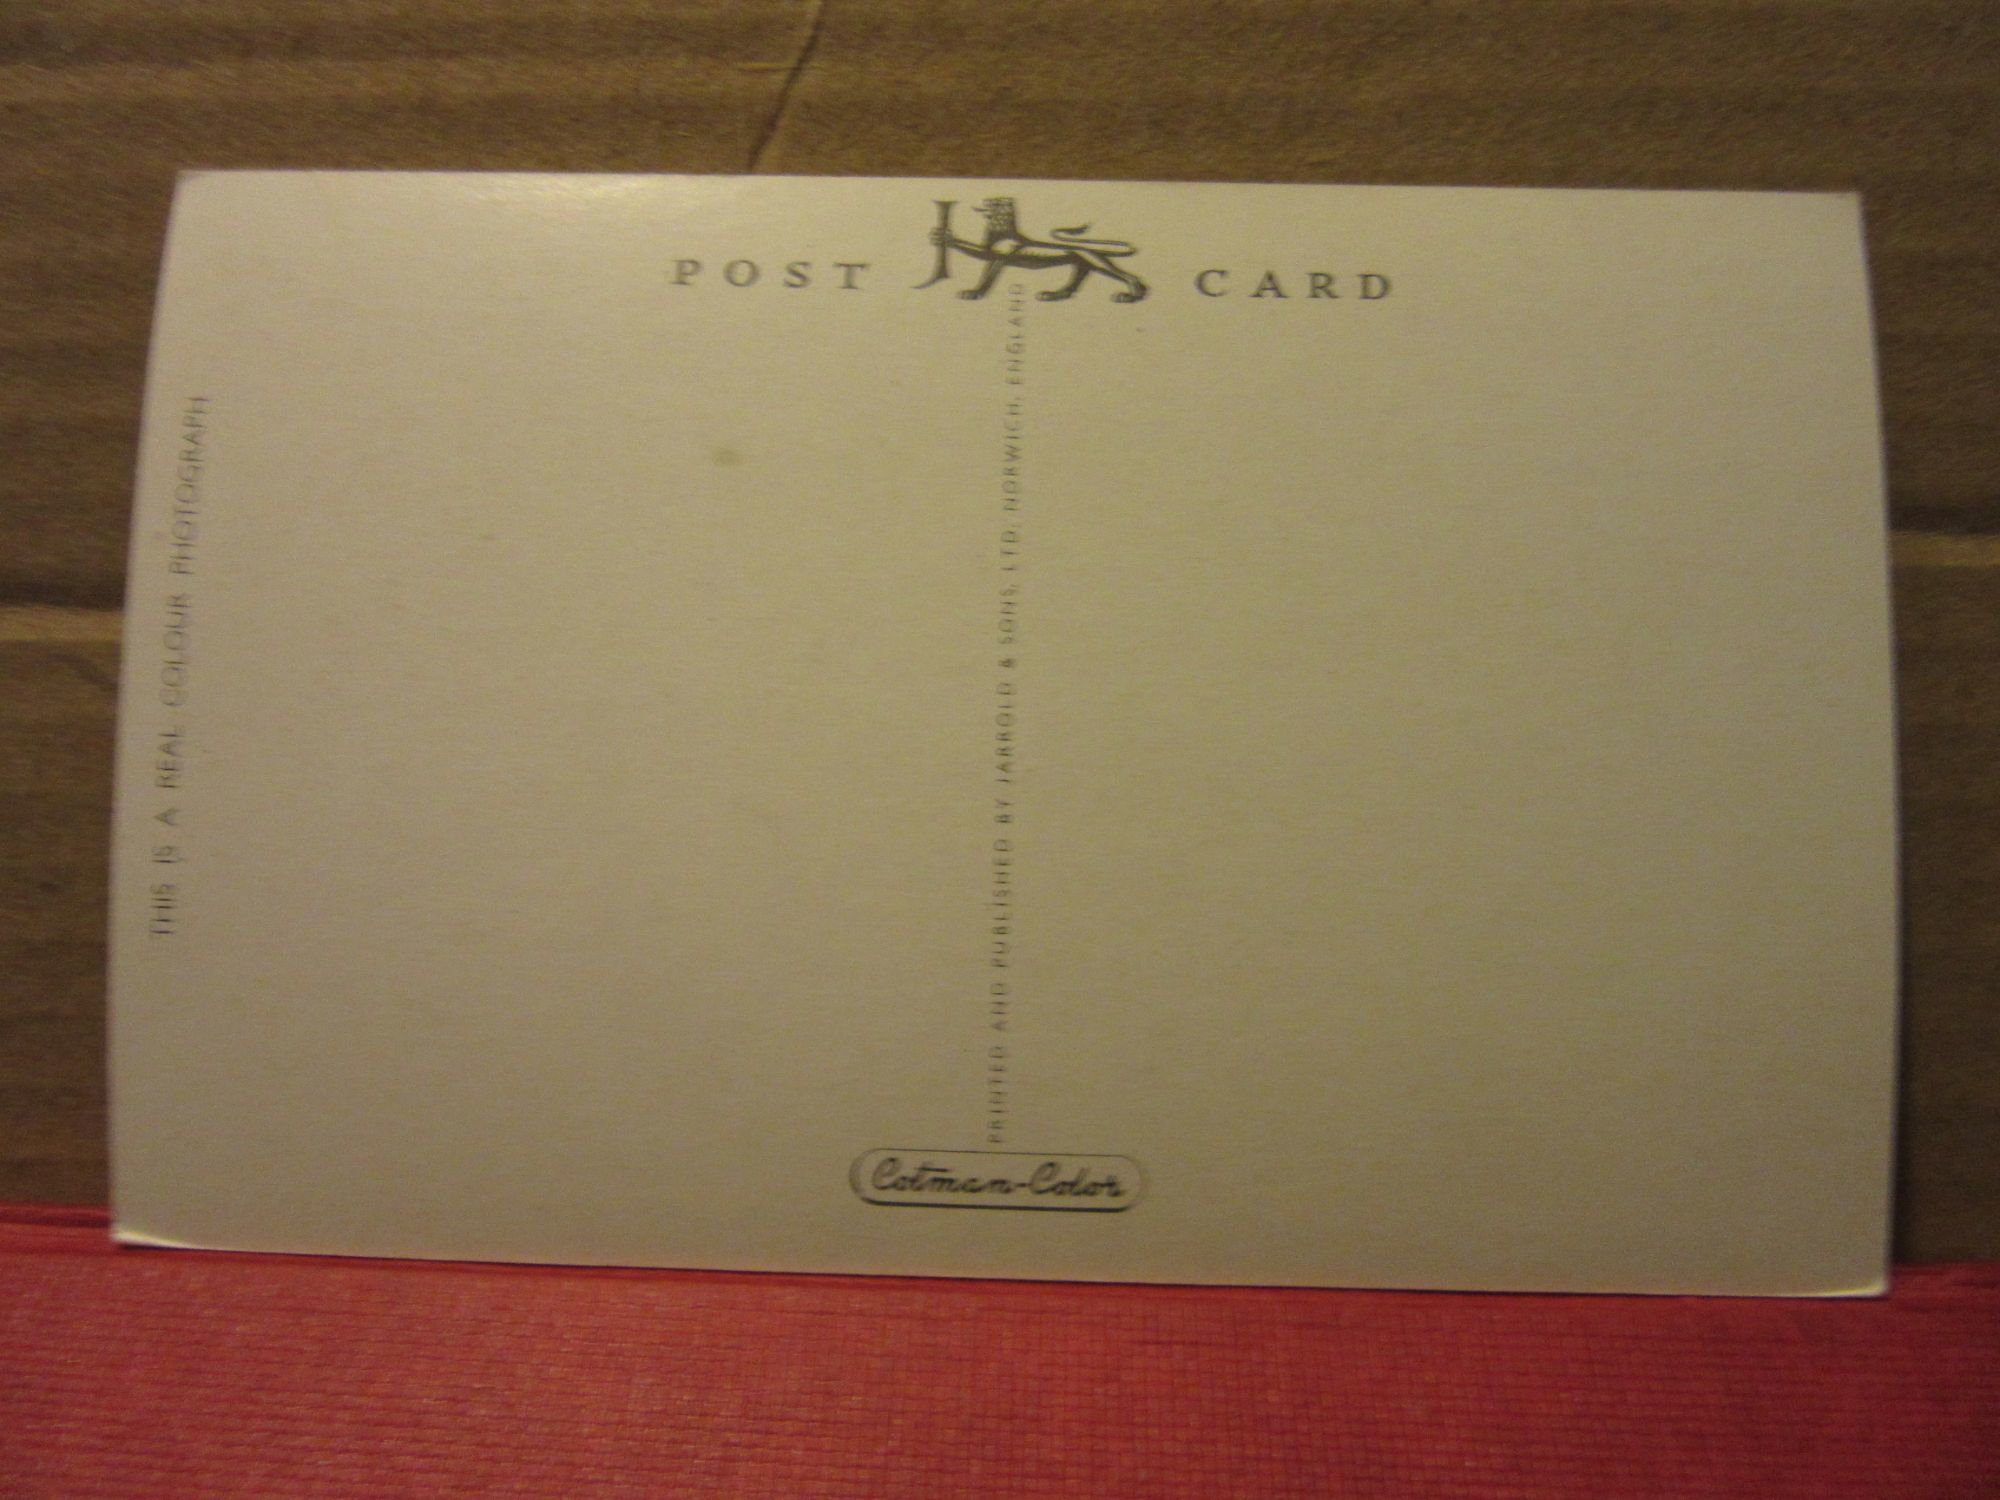 POST CARD
THIS IS A REAL COLOUR PHOTOGRAPH
PRINTED AND PUBLISHED BY JARROLD & SONS, LTD, NORWICH, ENGLAND
Cotman-Color